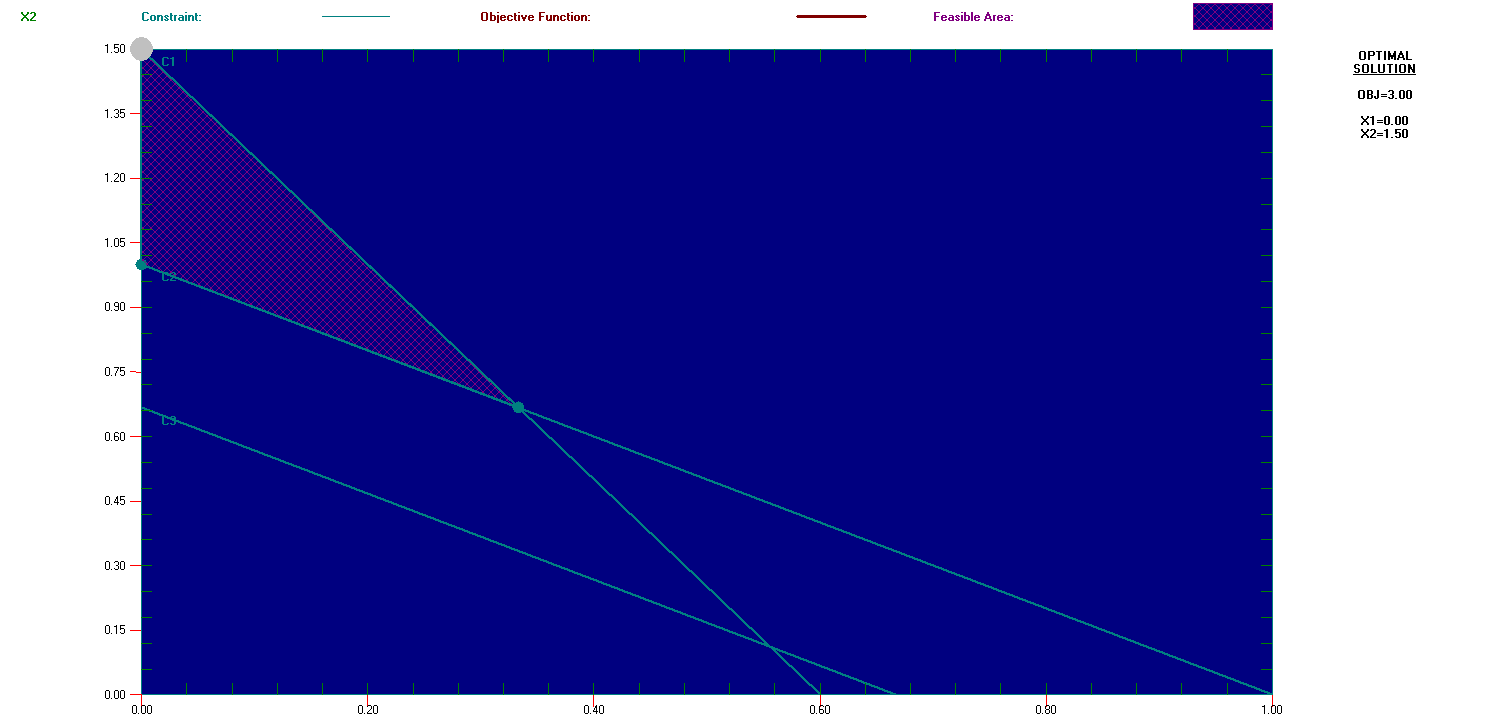 X2
Constraint:
Objective Function:
Feasible Area:
OPTIMAL
SOLUTION
OBJ=3.00
X1=0.00
X2=1.50
1.50
1.35
1.20
1.05
0.90
0.75
0.60
0.45
0.30
0.15
0.00
C1
C2
C3
0.00
0.20
0.40
0.60
0.80
1.00